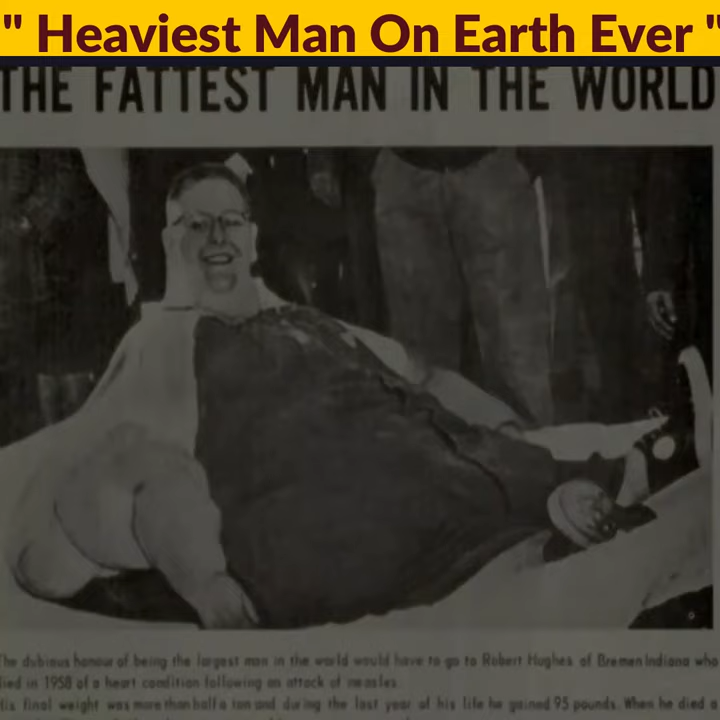 " Heaviest Man On Earth Ever "
THE FATTEST MAN IN THE WORLD
The dubious honour of being the largest man in the world would have to go to Robert Hughes of Bremen Indiana who
died in 1958 of a heart condition following an attack of measles.
His final weight was more than half a ton and during the last year of his life he gained 95 pounds. When he died a